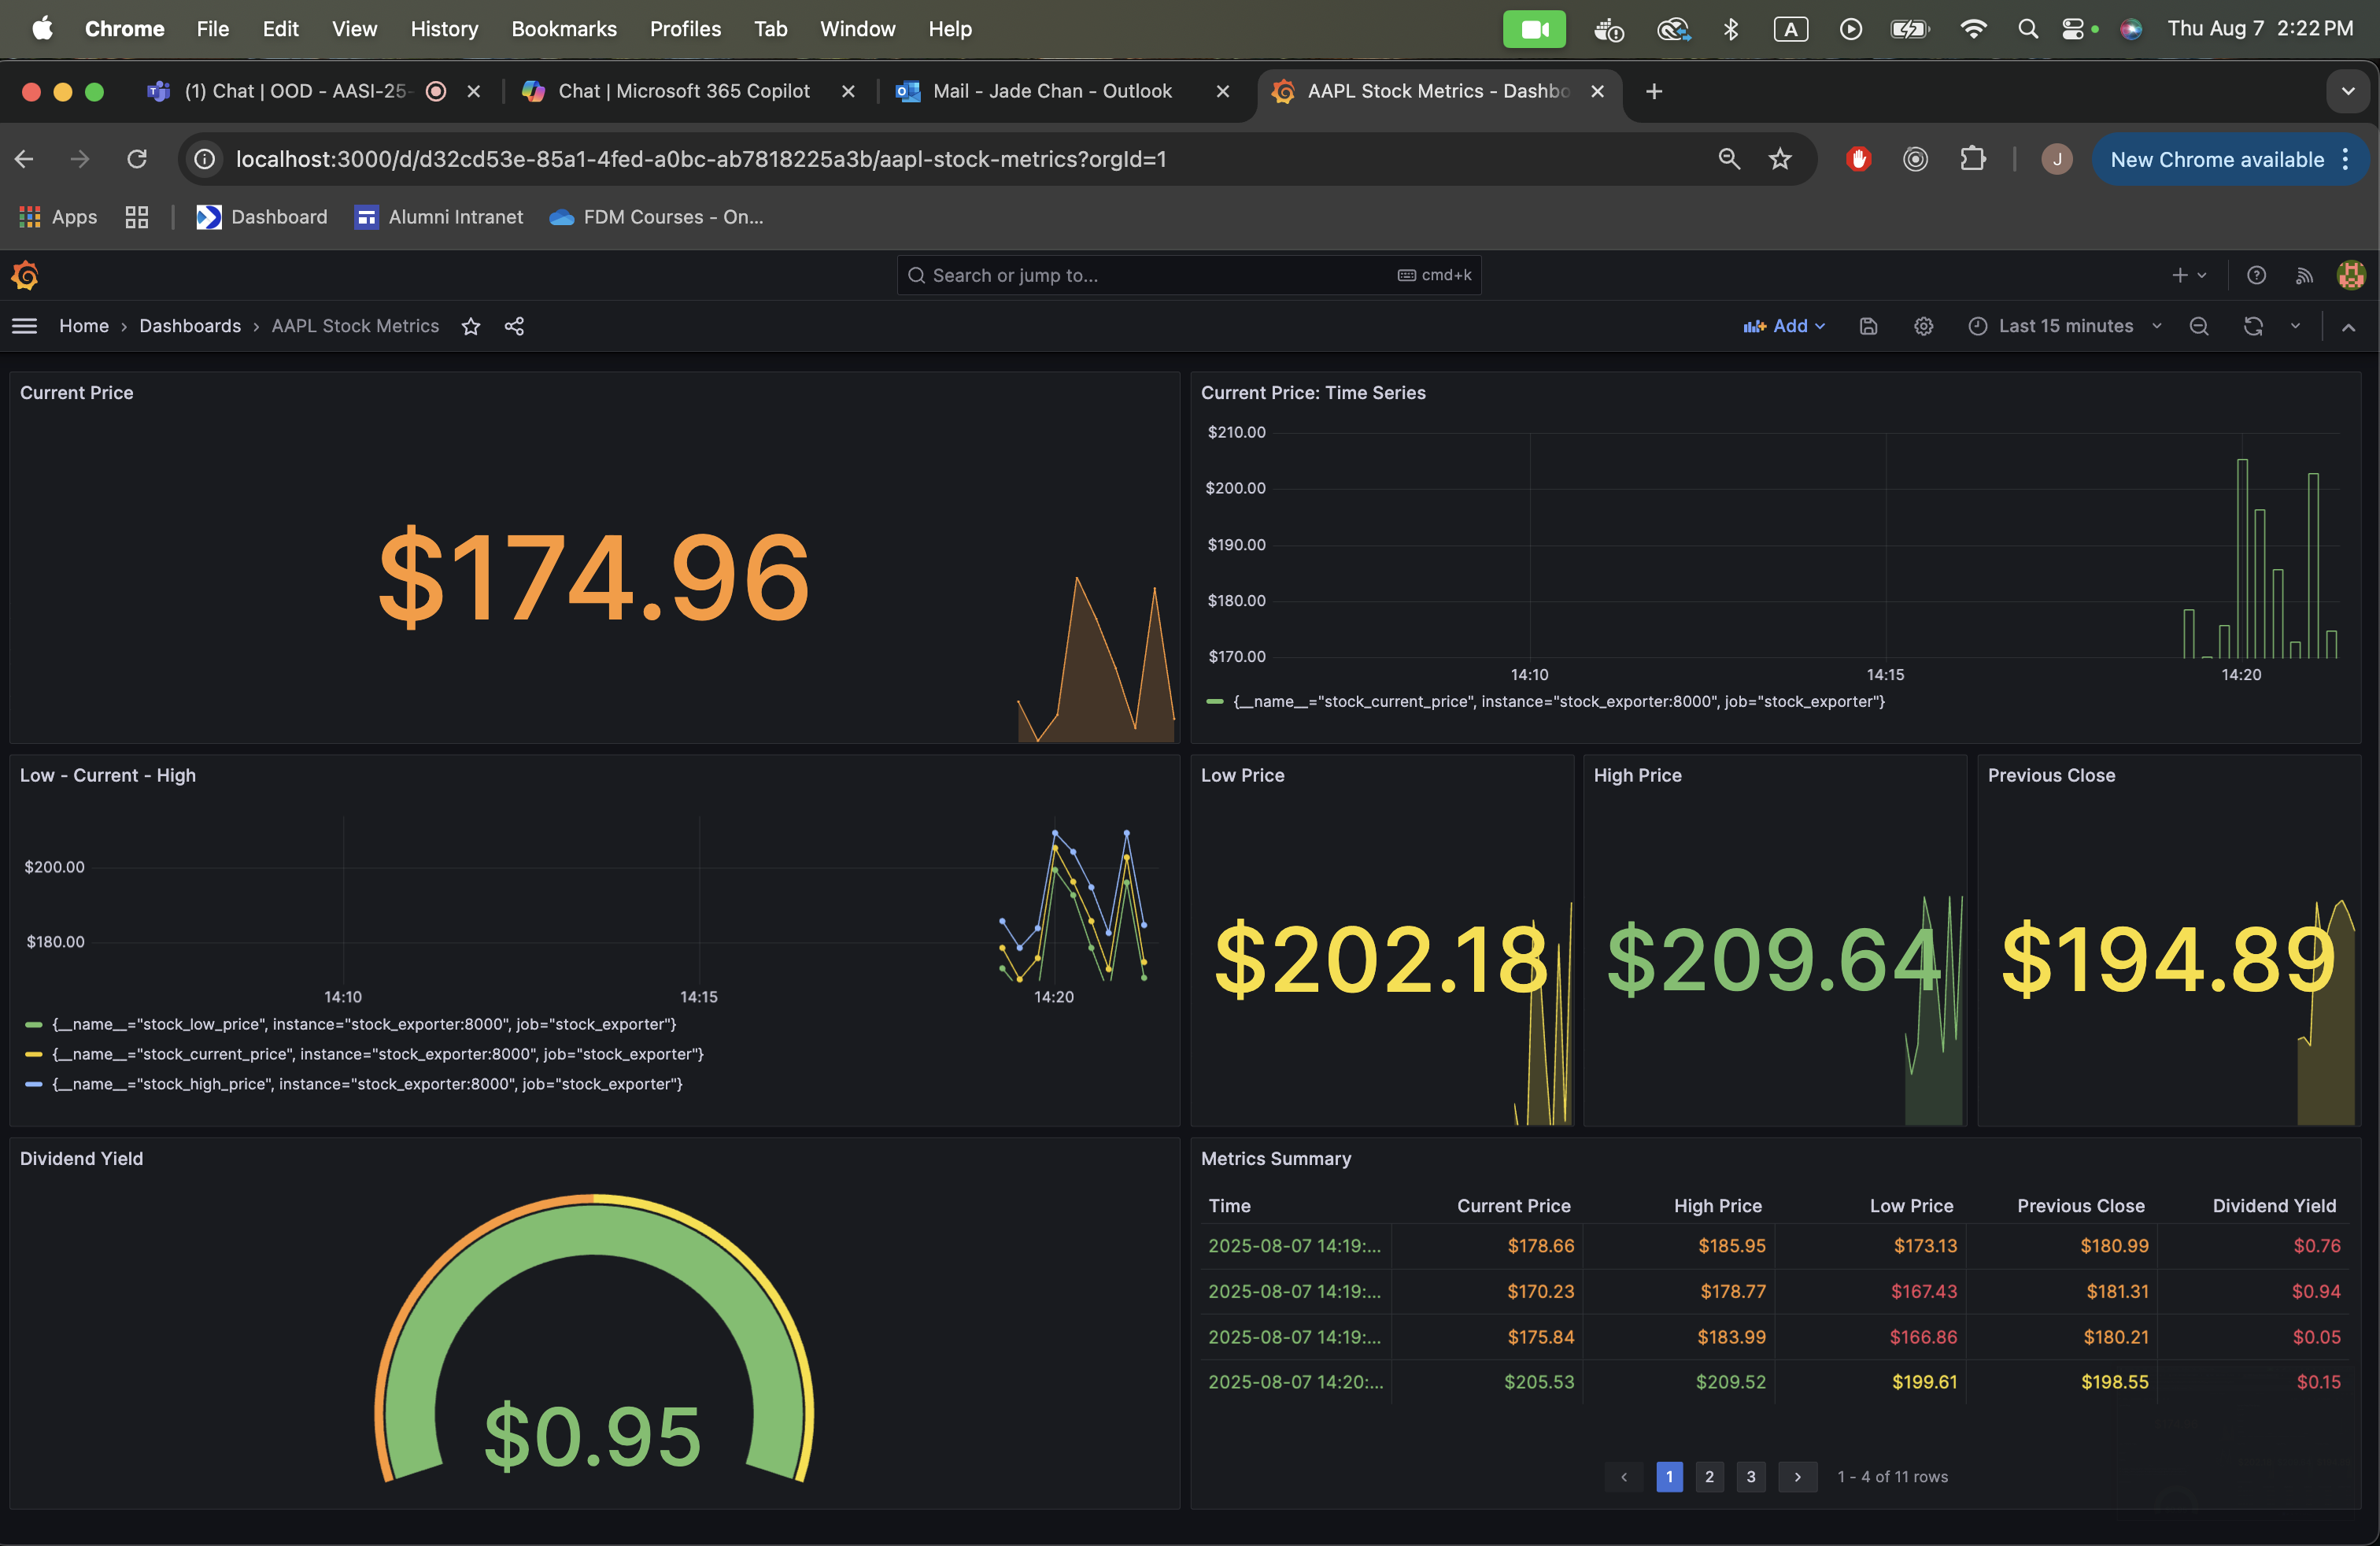 Chrome File Edit View History Bookmarks Profiles Tab Window Help A Thu Aug 7 2:22 PM
(1) Chat | OOD - AASI-25- Chat | Microsoft 365 Copilot Mail - Jade Chan - Outlook AAPL Stock Metrics - Dashbo
localhost:3000/d/d32cd53e-85a1-4fed-a0bc-ab7818225a3b/aapl-stock-metrics?orgId=1 J New Chrome available
Apps Dashboard Alumni Intranet FDM Courses - On...
Search or jump to... cmd+k
Home › Dashboards › AAPL Stock Metrics Add Last 15 minutes
Current Price
$174.96
Current Price: Time Series
$210.00
$200.00
$190.00
$180.00
$170.00
14:10 14:15 14:20
{__name__="stock_current_price", instance="stock_exporter:8000", job="stock_exporter"}
Low - Current - High
$200.00
$180.00
14:10 14:15 14:20
{__name__="stock_low_price", instance="stock_exporter:8000", job="stock_exporter"}
{__name__="stock_current_price", instance="stock_exporter:8000", job="stock_exporter"}
{__name__="stock_high_price", instance="stock_exporter:8000", job="stock_exporter"}
Low Price
$202.18
High Price
$209.64
Previous Close
$194.89
Dividend Yield
$0.95
Metrics Summary
Time Current Price High Price Low Price Previous Close Dividend Yield
2025-08-07 14:19:... $178.66 $185.95 $173.13 $180.99 $0.76
2025-08-07 14:19:... $170.23 $178.77 $167.43 $181.31 $0.94
2025-08-07 14:19:... $175.84 $183.99 $166.86 $180.21 $0.05
2025-08-07 14:20:... $205.53 $209.52 $199.61 $198.55 $0.15
1 2 3 1 - 4 of 11 rows